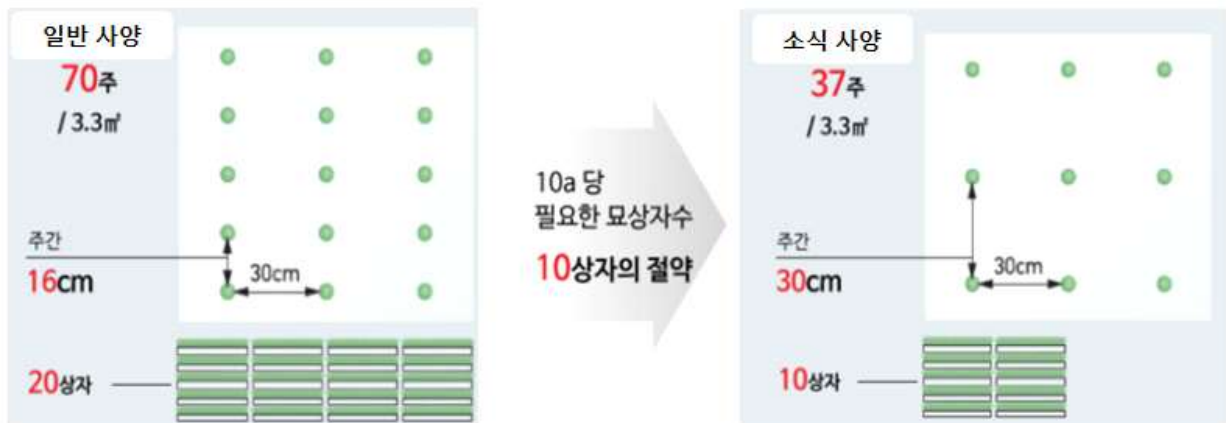 일반 사양
70주
/ 3.3㎡
주간
16cm
30cm
20상자
10a 당
필요한 묘상자수
10상자의 절약
소식 사양
37주
/ 3.3㎡
주간
30cm
30cm
10상자